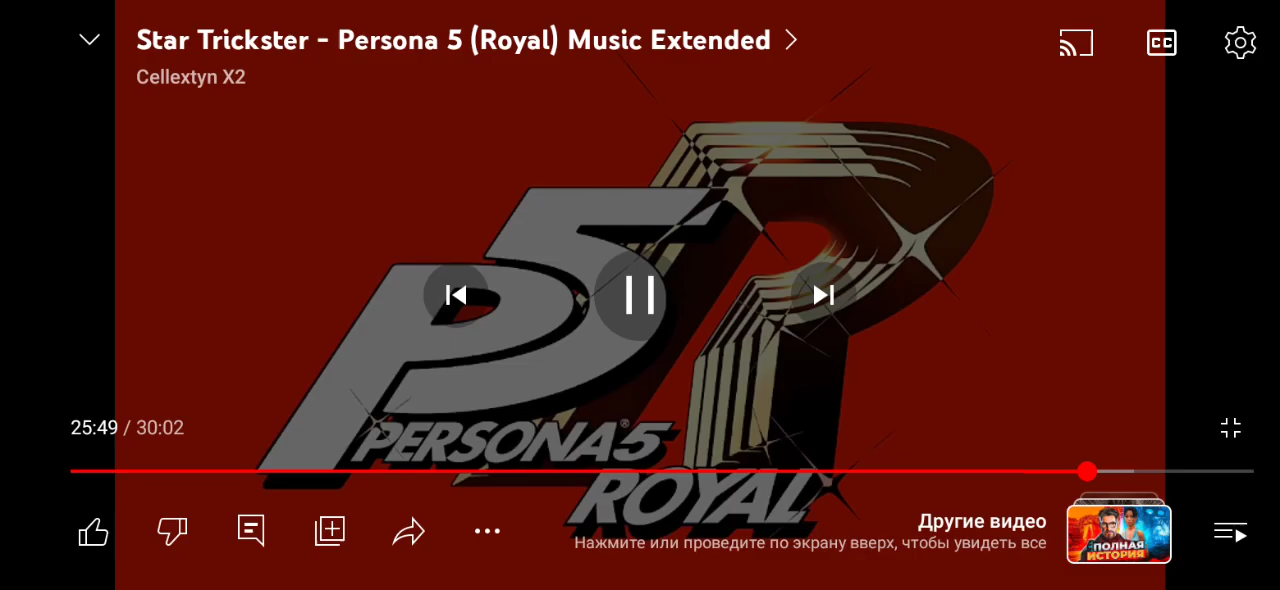 Star Trickster - Persona 5 (Royal) Music Extended
Cellextyn X2
CC
P5R
PERSONA5®
ROYAL
25:49 / 30:02
Другие видео
Нажмите или проведите по экрану вверх, чтобы увидеть все
ПОЛНАЯ
ИСТОРИЯ